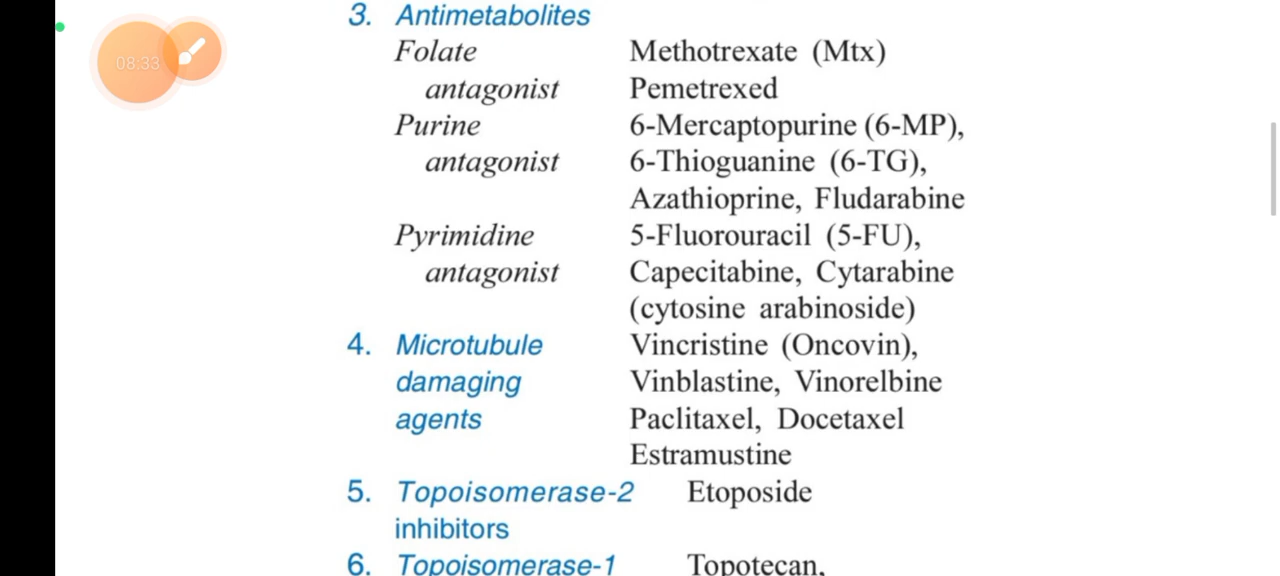 08:33
3. Antimetabolites
Folate Methotrexate (Mtx)
antagonist Pemetrexed
Purine 6-Mercaptopurine (6-MP),
antagonist 6-Thioguanine (6-TG),
Azathioprine, Fludarabine
Pyrimidine 5-Fluorouracil (5-FU),
antagonist Capecitabine, Cytarabine
(cytosine arabinoside)
4. Microtubule Vincristine (Oncovin),
damaging Vinblastine, Vinorelbine
agents Paclitaxel, Docetaxel
Estramustine
5. Topoisomerase-2 Etoposide
inhibitors
6. Topoisomerase-1 Topotecan,